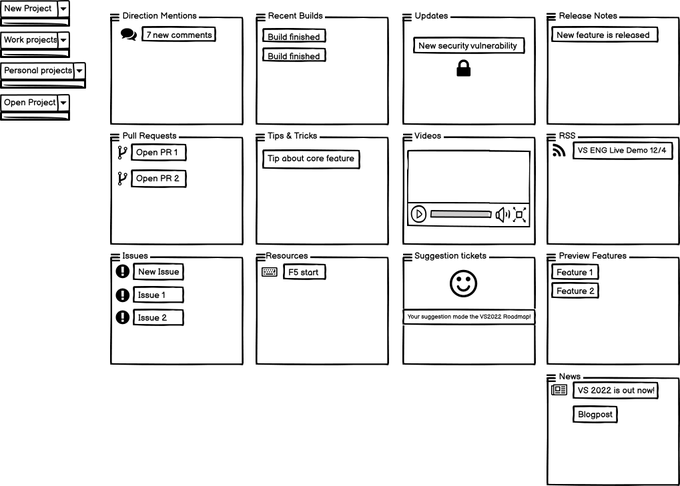 New Project
Work projects
Personal projects
Open Project
Direction Mentions
7 new comments
Recent Builds
Build finished
Build finished
Updates
New security vulnerability
Release Notes
New feature is released
Pull Requests
Open PR 1
Open PR 2
Tips & Tricks
Tip about core feature
Videos
RSS
VS ENG Live Demo 12/4
Issues
New Issue
Issue 1
Issue 2
Resources
F5 start
Suggestion tickets
Your suggestion made the VS2022 Roadmap!
Preview Features
Feature 1
Feature 2
News
VS 2022 is out now!
Blogpost